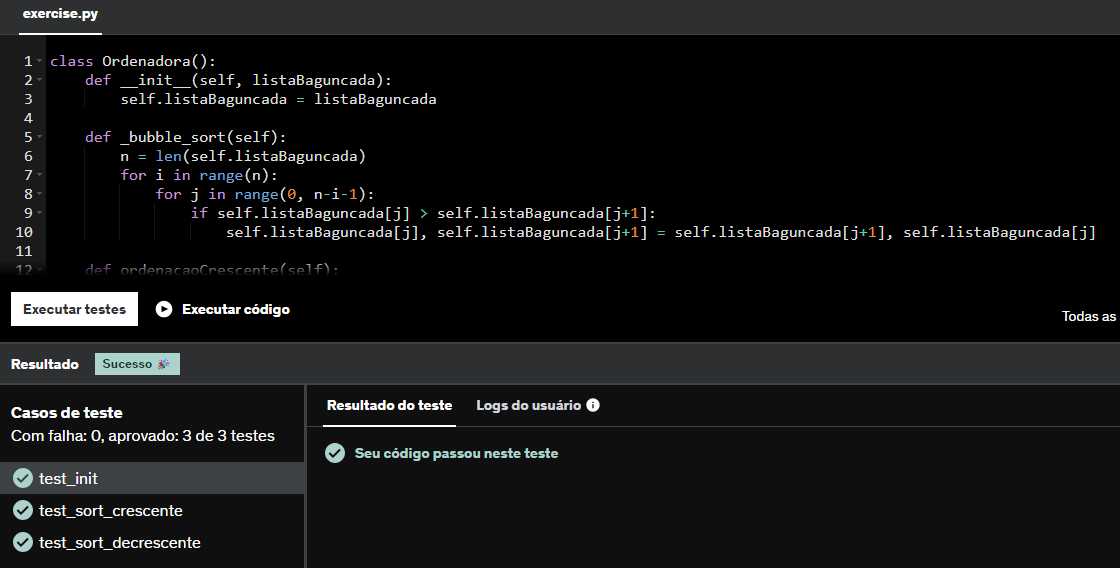 exercise.py
1 class Ordenadora():
2 def __init__(self, listaBaguncada):
3 self.listaBaguncada = listaBaguncada
4
5 def _bubble_sort(self):
6 n = len(self.listaBaguncada)
7 for i in range(n):
8 for j in range(0, n-i-1):
9 if self.listaBaguncada[j] > self.listaBaguncada[j+1]:
10 self.listaBaguncada[j], self.listaBaguncada[j+1] = self.listaBaguncada[j+1], self.listaBaguncada[j]
11
12 def ordenacaoCrescente(self):
Executar testes Executar código
Todas as
Resultado Sucesso 🎉
Casos de teste
Com falha: 0, aprovado: 3 de 3 testes
test_init
test_sort_crescente
test_sort_decrescente
Resultado do teste Logs do usuário
Seu código passou neste teste